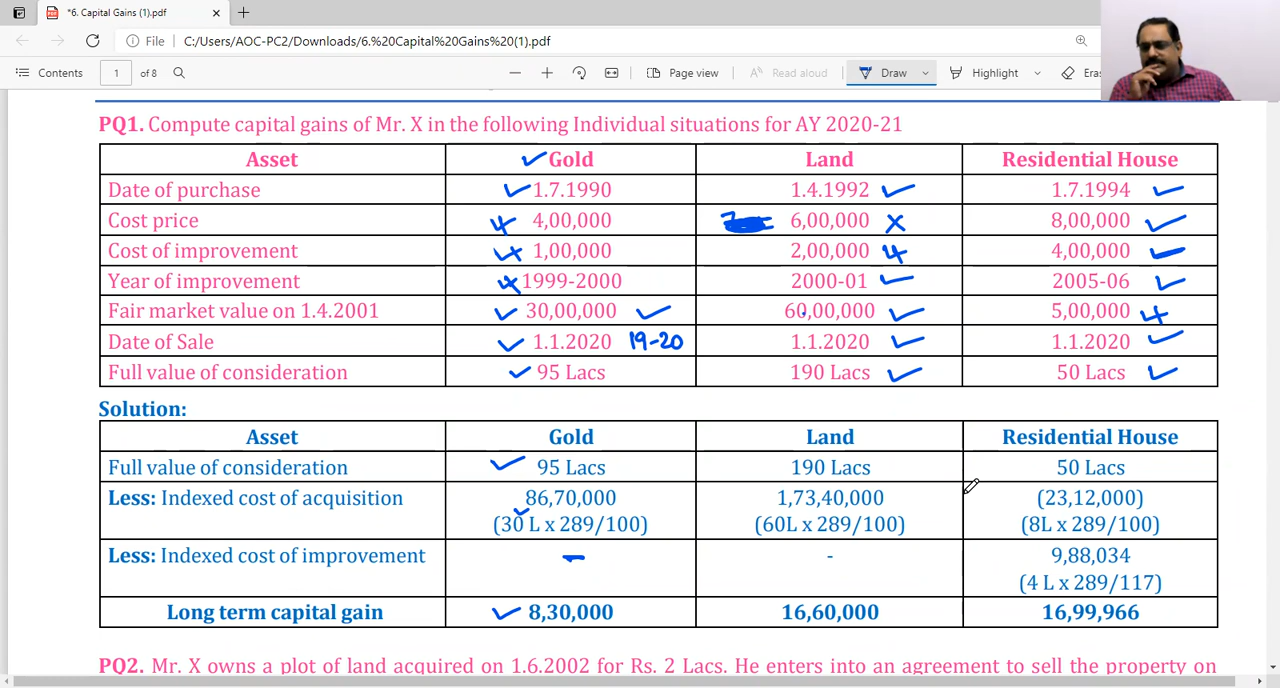 *6. Capital Gains (1).pdf
File C:/Users/AOC-PC2/Downloads/6.%20Capital%20Gains%20(1).pdf
Contents 1 of 8 Page view Read aloud Draw Highlight Eras
PQ1. Compute capital gains of Mr. X in the following Individual situations for AY 2020-21
Asset Gold Land Residential House
Date of purchase 1.7.1990 1.4.1992 1.7.1994
Cost price 4,00,000 6,00,000 8,00,000
Cost of improvement 1,00,000 2,00,000 4,00,000
Year of improvement 1999-2000 2000-01 2005-06
Fair market value on 1.4.2001 30,00,000 60,00,000 5,00,000
Date of Sale 1.1.2020 19-20 1.1.2020 1.1.2020
Full value of consideration 95 Lacs 190 Lacs 50 Lacs
Solution:
Asset Gold Land Residential House
Full value of consideration 95 Lacs 190 Lacs 50 Lacs
Less: Indexed cost of acquisition 86,70,000 1,73,40,000 (23,12,000)
(30 L x 289/100) (60L x 289/100) (8L x 289/100)
Less: Indexed cost of improvement - 9,88,034
(4 L x 289/117)
Long term capital gain 8,30,000 16,60,000 16,99,966
PQ2. Mr. X owns a plot of land acquired on 1.6.2002 for Rs. 2 Lacs. He enters into an agreement to sell the property on